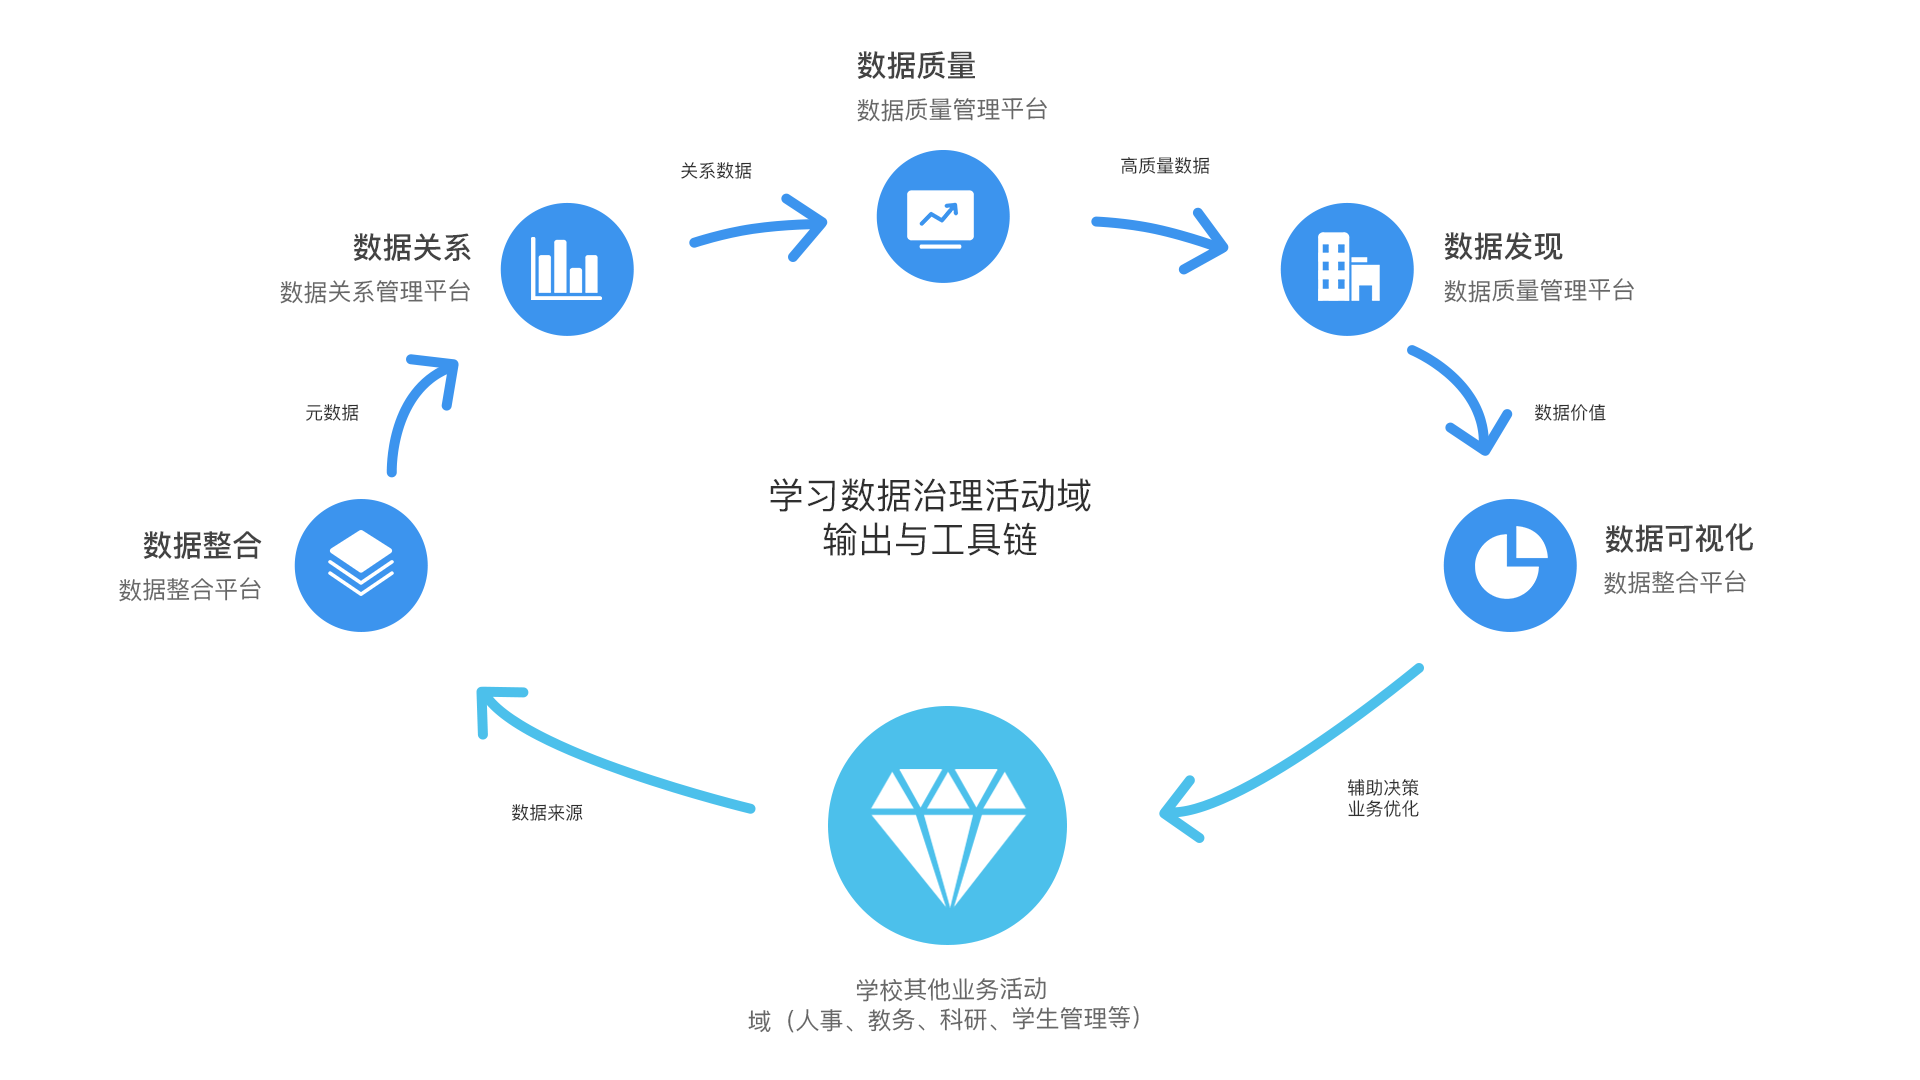 数据质量
数据质量管理平台
关系数据
高质量数据
数据关系
数据关系管理平台
数据发现
数据质量管理平台
元数据
数据价值
学习数据治理活动域
输出与工具链
数据整合
数据整合平台
数据可视化
数据整合平台
数据来源
辅助决策
业务优化
学校其他业务活动
域（人事、教务、科研、学生管理等）